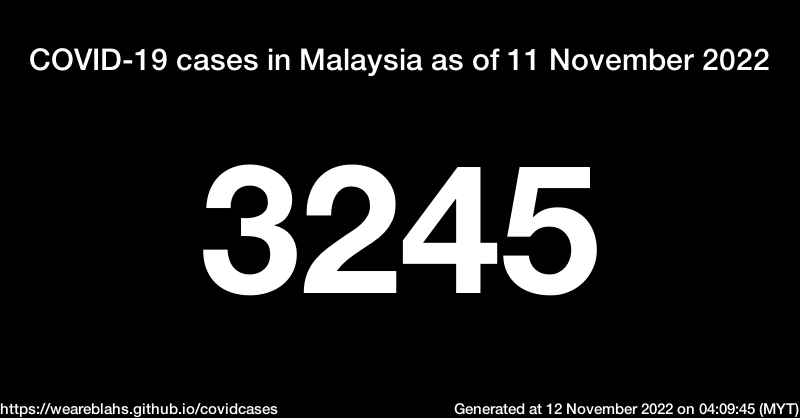 COVID-19 cases in Malaysia as of 11 November 2022
3245
https://weareblahs.github.io/covidcases
Generated at 12 November 2022 on 04:09:45 (MYT)